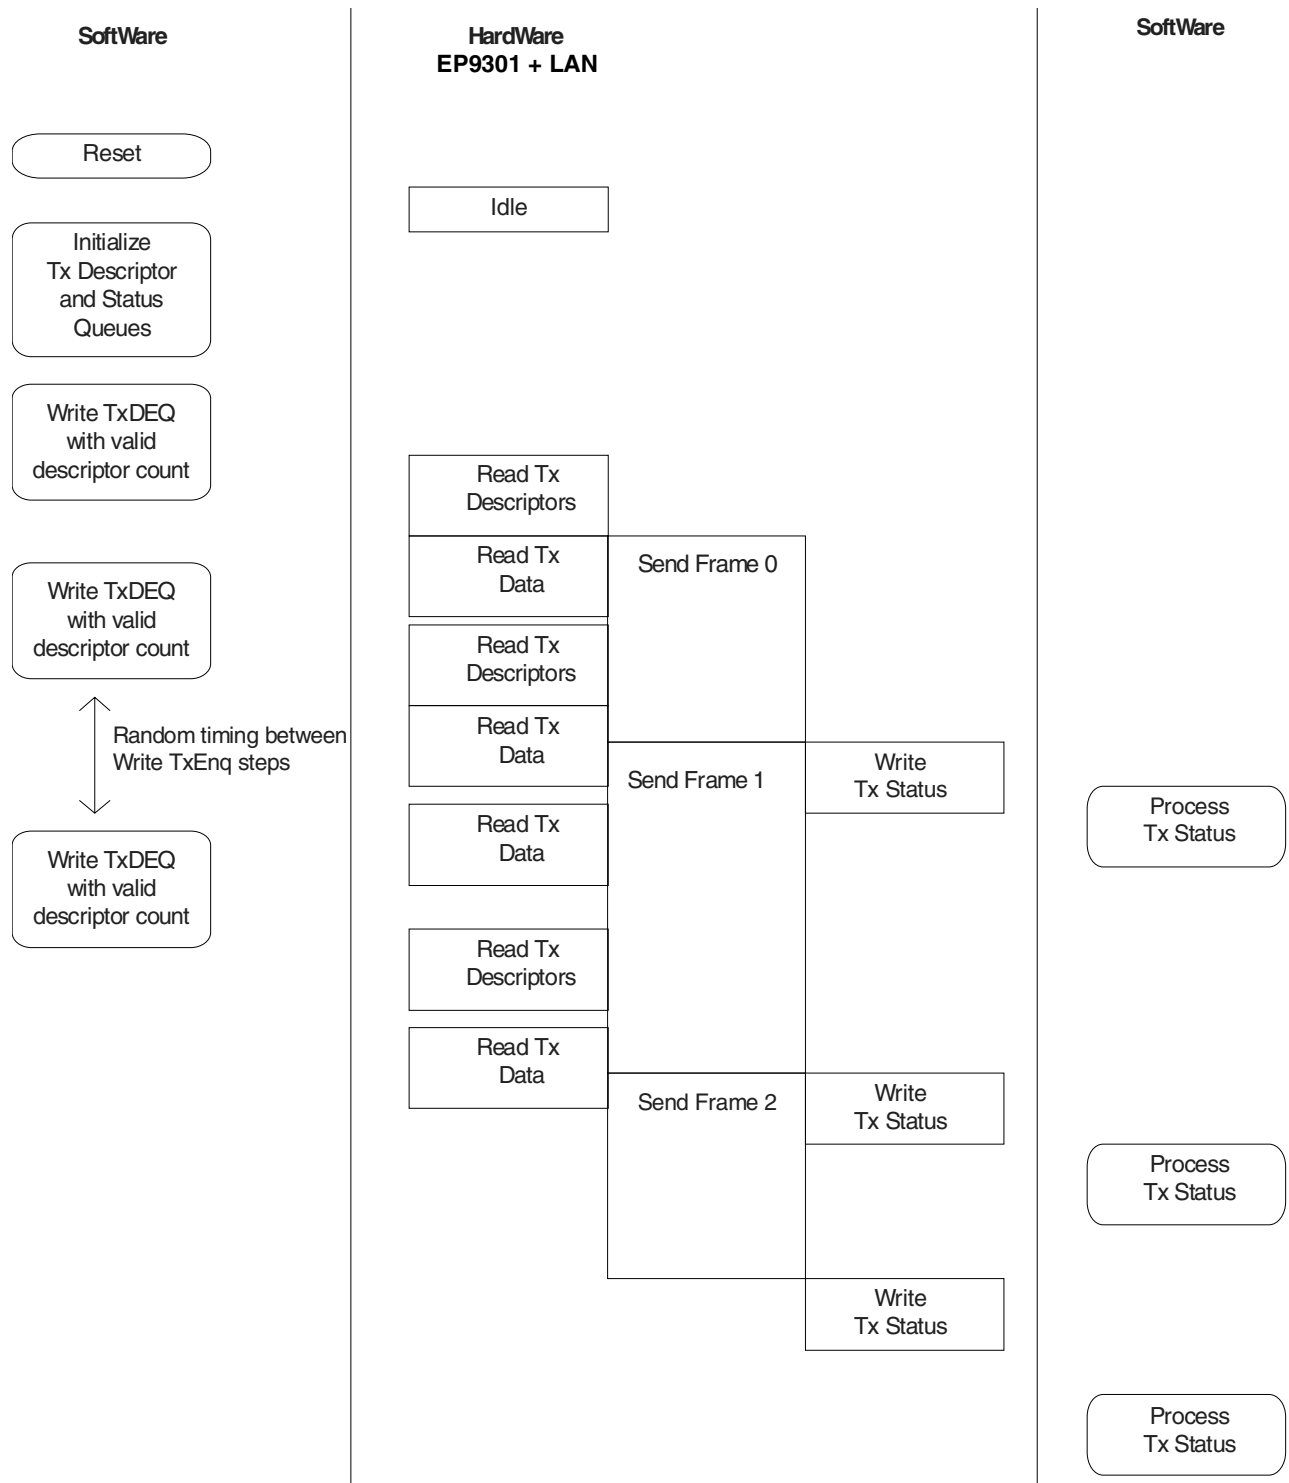 SoftWare
HardWare
EP9301 + LAN
SoftWare
Reset
Initialize
Tx Descriptor
and Status
Queues
Write TxDEQ
with valid
descriptor count
Write TxDEQ
with valid
descriptor count
Random timing between
Write TxEnq steps
Write TxDEQ
with valid
descriptor count
Idle
Read Tx
Descriptors
Read Tx
Data
Read Tx
Descriptors
Read Tx
Data
Read Tx
Data
Read Tx
Descriptors
Read Tx
Data
Send Frame 0
Send Frame 1
Send Frame 2
Write
Tx Status
Write
Tx Status
Write
Tx Status
Process
Tx Status
Process
Tx Status
Process
Tx Status